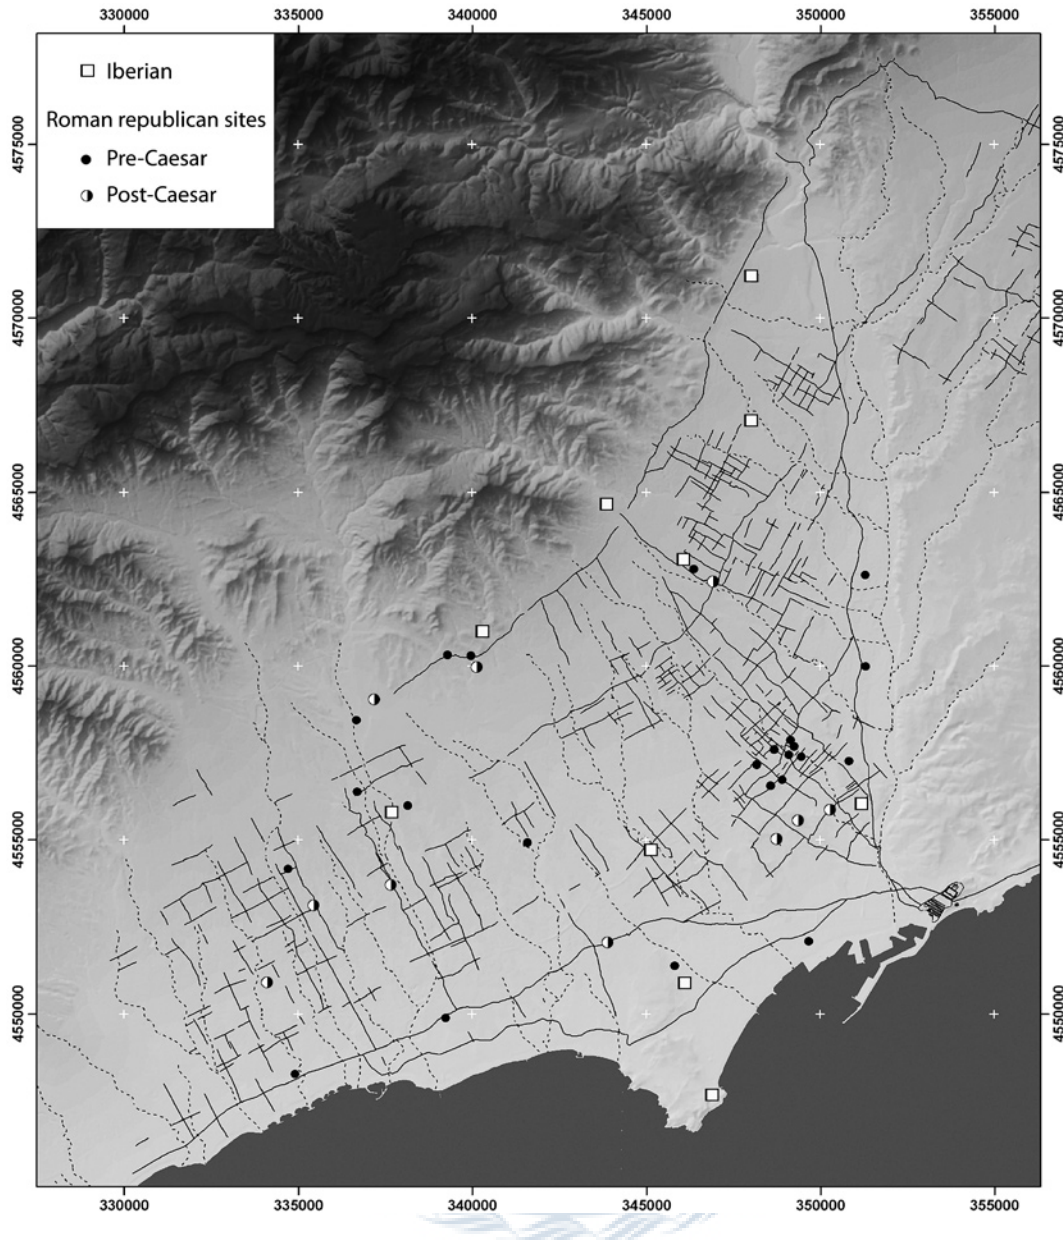 330000 335000 340000 345000 350000 355000
Iberian
Roman republican sites
Pre-Caesar
Post-Caesar
4575000 4575000
4570000 4570000
4565000 4565000
4560000 4560000
4555000 4555000
4550000 4550000
330000 335000 340000 345000 350000 355000